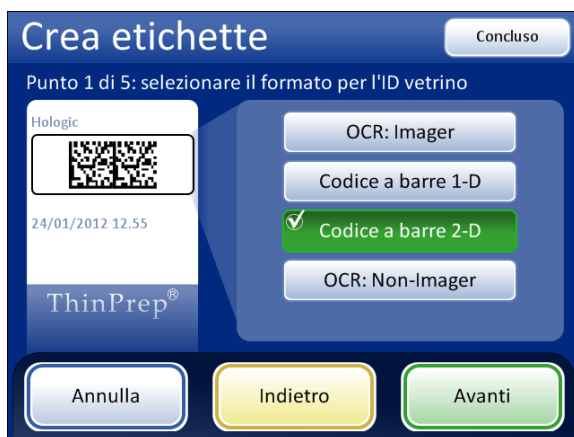 Crea etichette
Concluso
Punto 1 di 5: selezionare il formato per l'ID vetrino
Hologic
24/01/2012 12.55
ThinPrep®
OCR: Imager
Codice a barre 1-D
Codice a barre 2-D
OCR: Non-Imager
Annulla
Indietro
Avanti